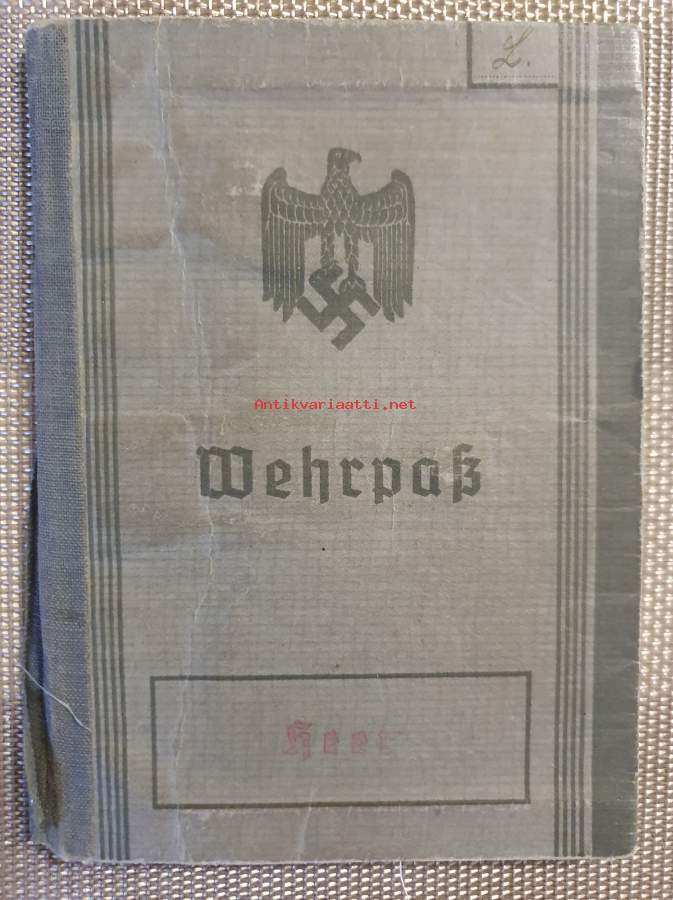 L.
Antikvariaatti.net
Wehrpaß
Heer